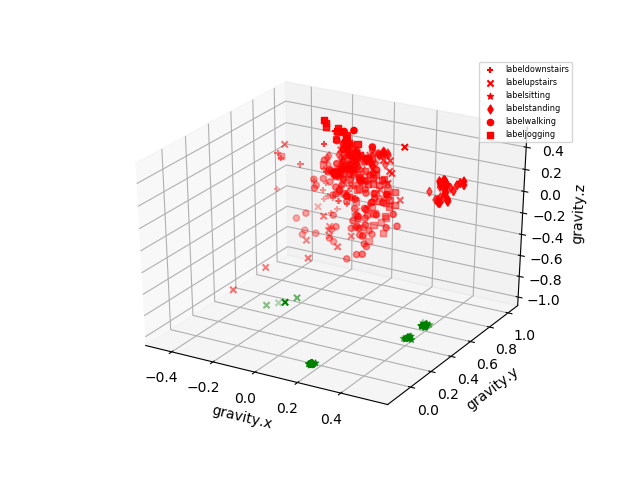 labeldownstairs
labelupstairs
labelsitting
labelstanding
labelwalking
labeljogging
0.4
0.2
0.0
−0.2
−0.4
−0.6
−0.8
−1.0
gravity.z
1.0
0.8
0.6
0.4
0.2
0.0
gravity.y
−0.4
−0.2
0.0
0.2
0.4
gravity.x